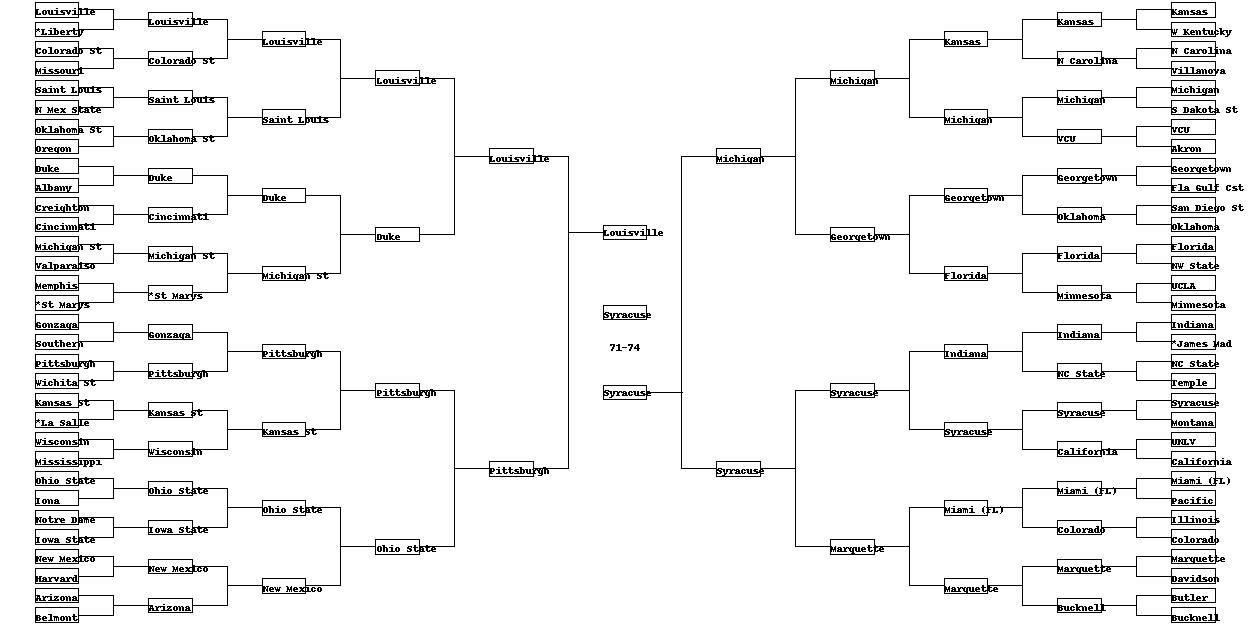 Louisville
*Liberty
Colorado St
Missouri
Saint Louis
N Mex State
Oklahoma St
Oregon
Duke
Albany
Creighton
Cincinnati
Michigan St
Valparaiso
Memphis
*St Marys
Gonzaga
Southern
Pittsburgh
Wichita St
Kansas St
*La Salle
Wisconsin
Mississippi
Ohio State
Iona
Notre Dame
Iowa State
New Mexico
Harvard
Arizona
Belmont
Louisville
Colorado St
Saint Louis
Oklahoma St
Duke
Cincinnati
Michigan St
*St Marys
Gonzaga
Pittsburgh
Kansas St
Wisconsin
Ohio State
Iowa State
New Mexico
Arizona
Louisville
Saint Louis
Duke
Michigan St
Pittsburgh
Kansas St
Ohio State
New Mexico
Louisville
Duke
Pittsburgh
Ohio State
Louisville
Pittsburgh
Louisville
Syracuse
71-74
Syracuse
Michigan
Syracuse
Michigan
Georgetown
Syracuse
Marquette
Kansas
Michigan
Georgetown
Florida
Indiana
Syracuse
Miami (FL)
Marquette
Kansas
N Carolina
Michigan
VCU
Georgetown
Oklahoma
Florida
Minnesota
Indiana
NC State
Syracuse
California
Miami (FL)
Colorado
Marquette
Bucknell
Kansas
W Kentucky
N Carolina
Villanova
Michigan
S Dakota St
VCU
Akron
Georgetown
Fla Gulf Cst
San Diego St
Oklahoma
Florida
NW State
UCLA
Minnesota
Indiana
*James Mad
NC State
Temple
Syracuse
Montana
UNLV
California
Miami (FL)
Pacific
Illinois
Colorado
Marquette
Davidson
Butler
Bucknell